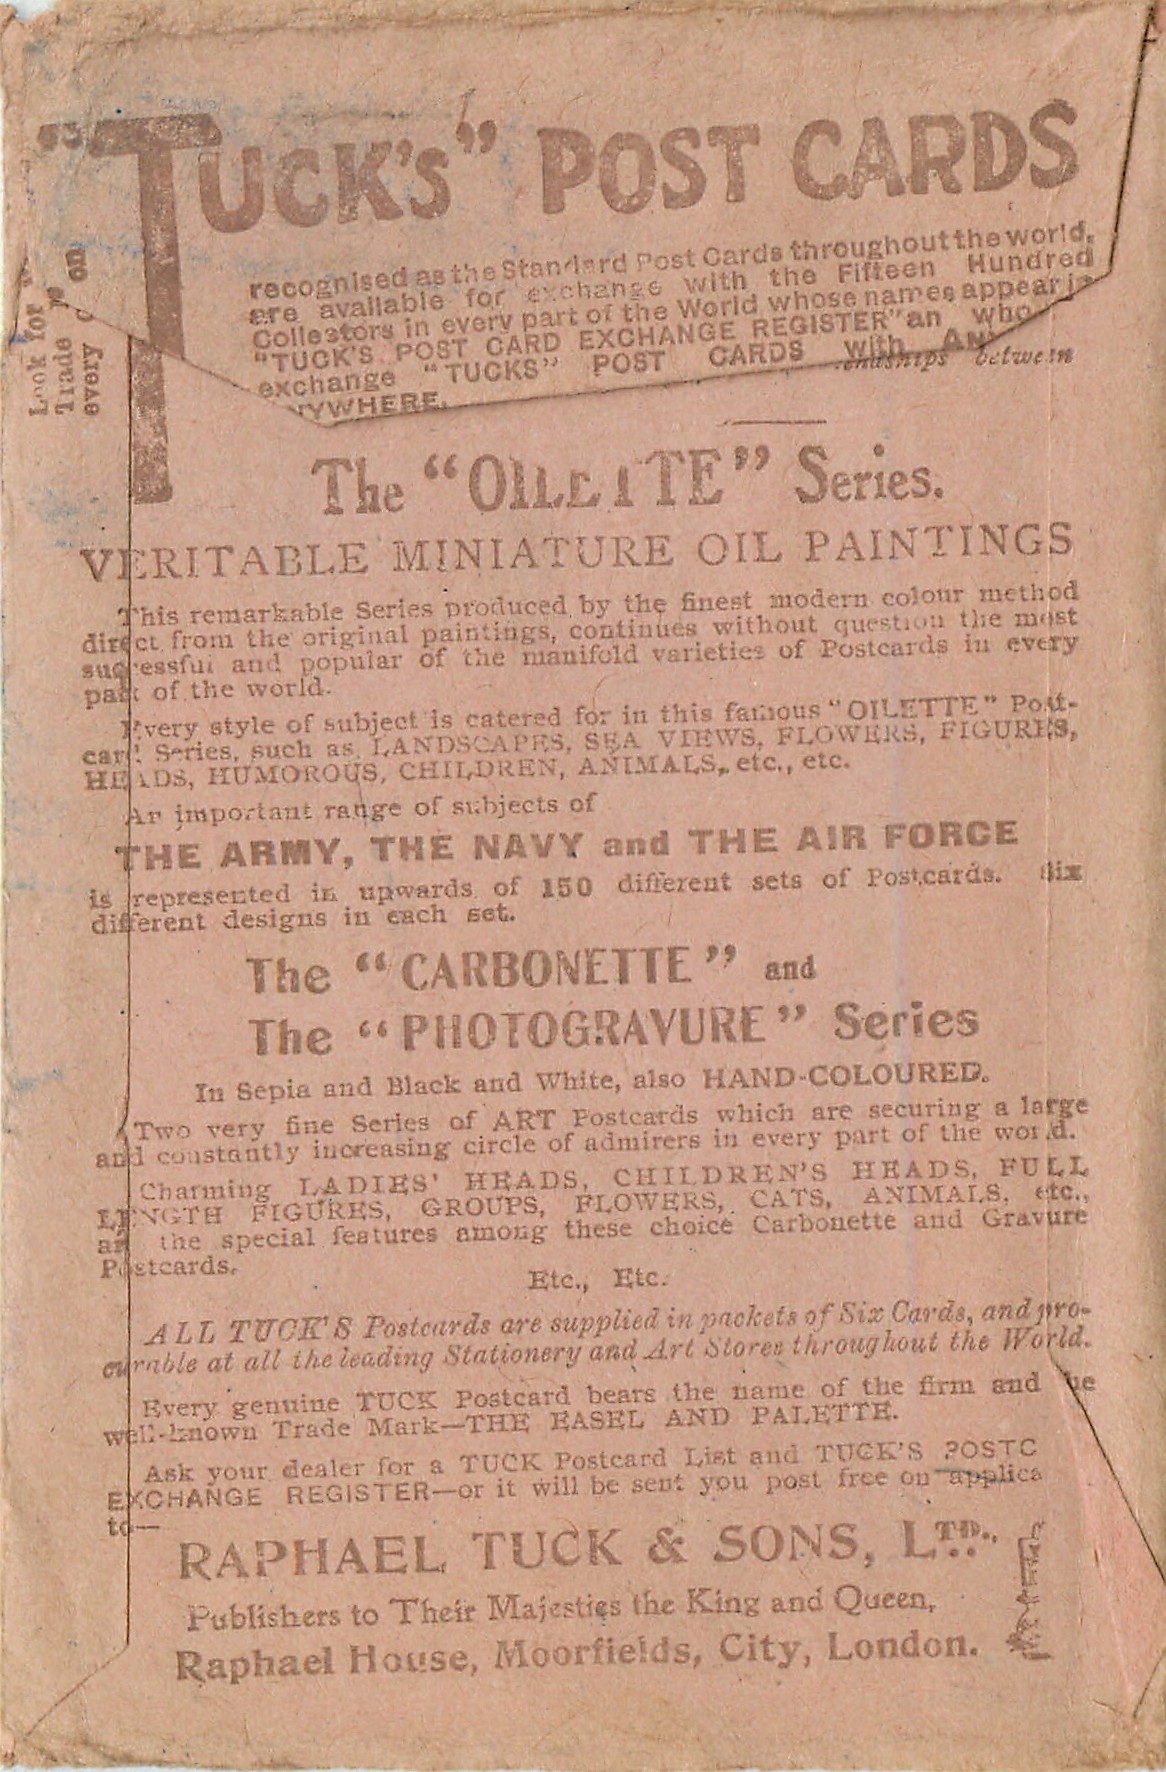 "TUCK'S" POST CARDS
Look for
Trade on
every
recognised as the Standard Post Cards throughout the world,
are available for exchange with the Fifteen Hundred
Collectors in every part of the World whose names appear in
"TUCK'S POST CARD EXCHANGE REGISTER" an who
exchange "TUCKS" POST CARDS with AN
NYWHERE.
between
The "OILETTE" Series.
VERITABLE MINIATURE OIL PAINTINGS
This remarkable Series produced by the finest modern colour method
direct from the original paintings, continues without question the most
successful and popular of the manifold varieties of Postcards in every
part of the world.
Every style of subject is catered for in this famous "OILETTE" Post-
card Series, such as LANDSCAPES, SEA VIEWS, FLOWERS, FIGURES,
HEADS, HUMOROUS, CHILDREN, ANIMALS, etc., etc.
An important range of subjects of
THE ARMY, THE NAVY and THE AIR FORCE
is represented in upwards of 150 different sets of Postcards. Six
different designs in each set.
The "CARBONETTE" and
The "PHOTOGRAVURE" Series
In Sepia and Black and White, also HAND-COLOURED.
Two very fine Series of ART Postcards which are securing a large
and constantly increasing circle of admirers in every part of the world.
Charming LADIES' HEADS, CHILDREN'S HEADS, FULL
LENGTH FIGURES, GROUPS, FLOWERS, CATS, ANIMALS, etc.,
are the special features among these choice Carbonette and Gravure
Postcards.
Etc., Etc.
ALL TUCK'S Postcards are supplied in packets of Six Cards, and pro-
curable at all the leading Stationery and Art Stores throughout the World.
Every genuine TUCK Postcard bears the name of the firm and the
well-known Trade Mark—THE EASEL AND PALETTE.
Ask your dealer for a TUCK Postcard List and TUCK'S POSTC
EXCHANGE REGISTER—or it will be sent you post free on applica
to—
RAPHAEL TUCK & SONS, LTD.,
Publishers to Their Majesties the King and Queen,
Raphael House, Moorfields, City, London.